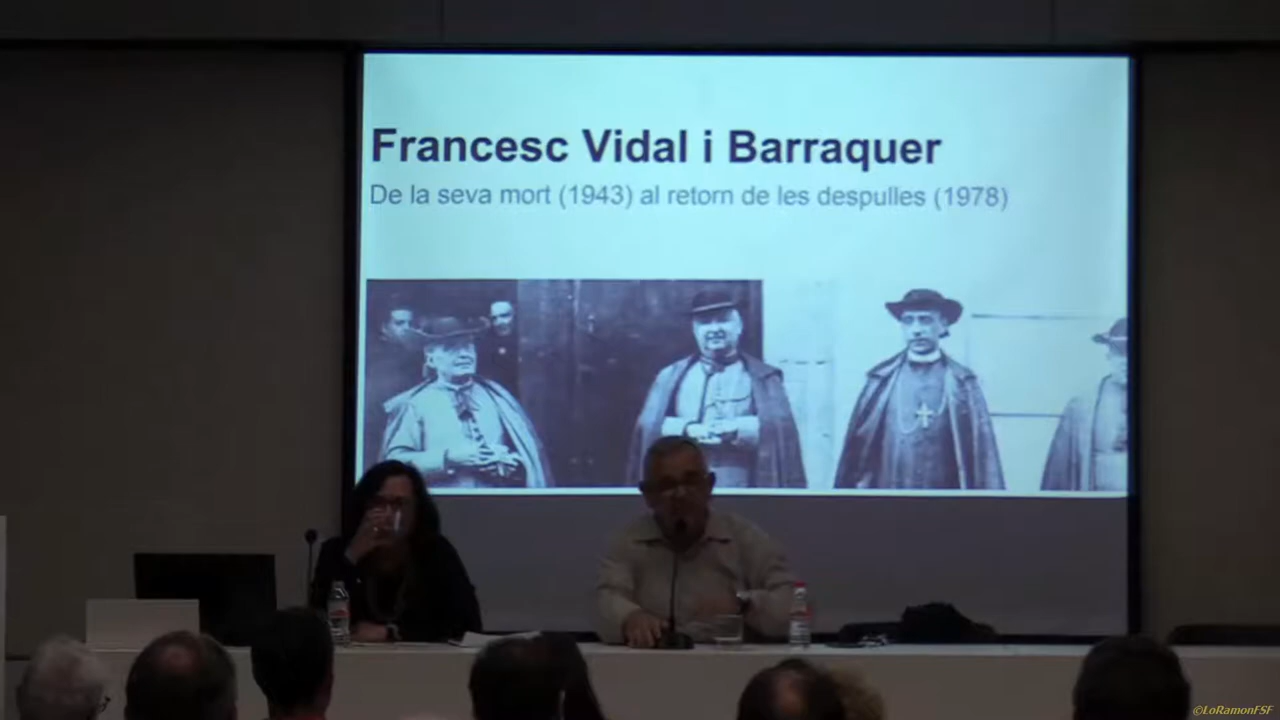 Francesc Vidal i Barraquer
De la seva mort (1943) al retorn de les despulles (1978)
©LoRamonFSF